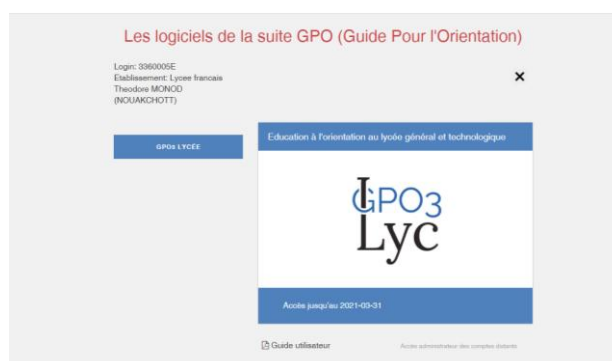 Les logiciels de la suite GPO (Guide Pour l'Orientation)
Login: 3360005E
Etablissement: Lycee francais
Theodore MONOD
(NOUAKCHOTT)
GPO3 LYCÉE
Education à l'orientation au lycée général et technologique
GPO3
Lyc
Accès jusqu'au 2021-03-31
Guide utilisateur
Accès administrateur des comptes distants